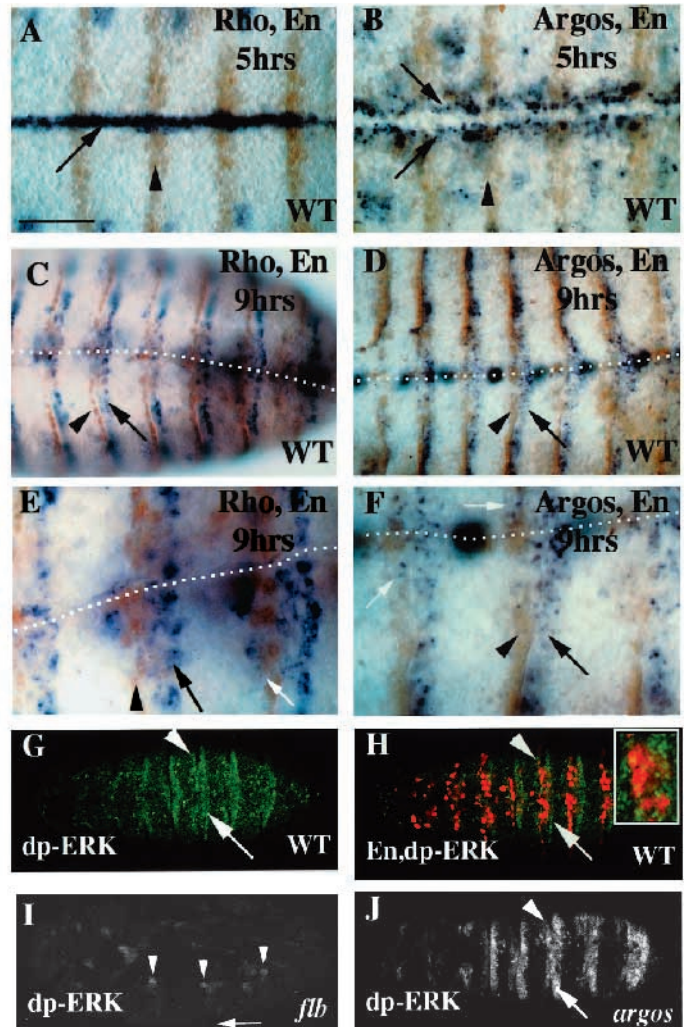 A
Rho, En
5hrs
WT
B
Argos, En
5hrs
WT
C
Rho, En
9hrs
WT
D
Argos, En
9hrs
WT
E
Rho, En
9hrs
F
Argos, En
9hrs
G
dp-ERK
WT
H
En,dp-ERK
WT
I
dp-ERK
flb
J
dp-ERK
argos